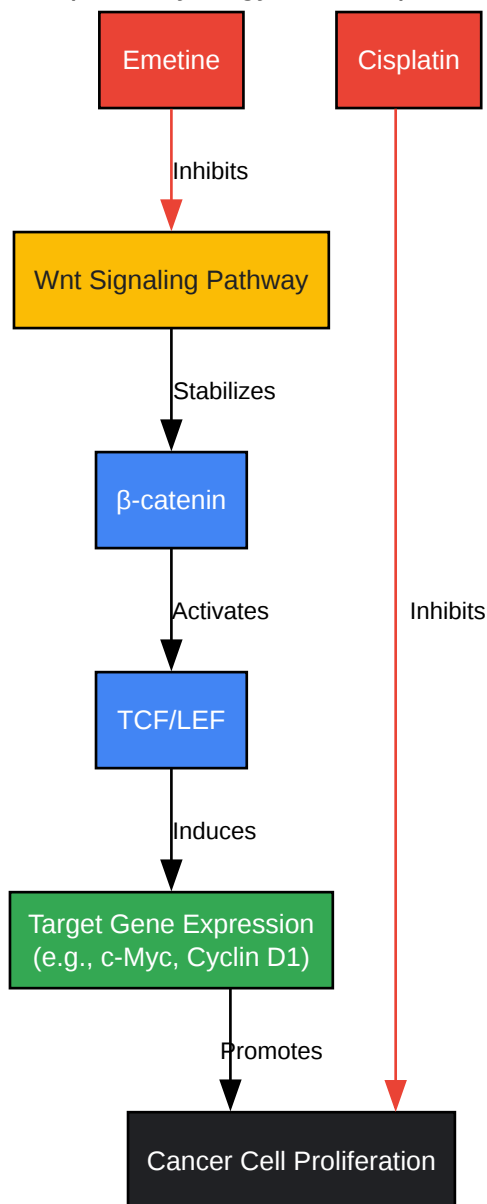 Emetine
Cisplatin
Inhibits
Wnt Signaling Pathway
Stabilizes
β-catenin
Activates
Inhibits
TCF/LEF
Induces
Target Gene Expression
(e.g., c-Myc, Cyclin D1)
Promotes
Cancer Cell Proliferation